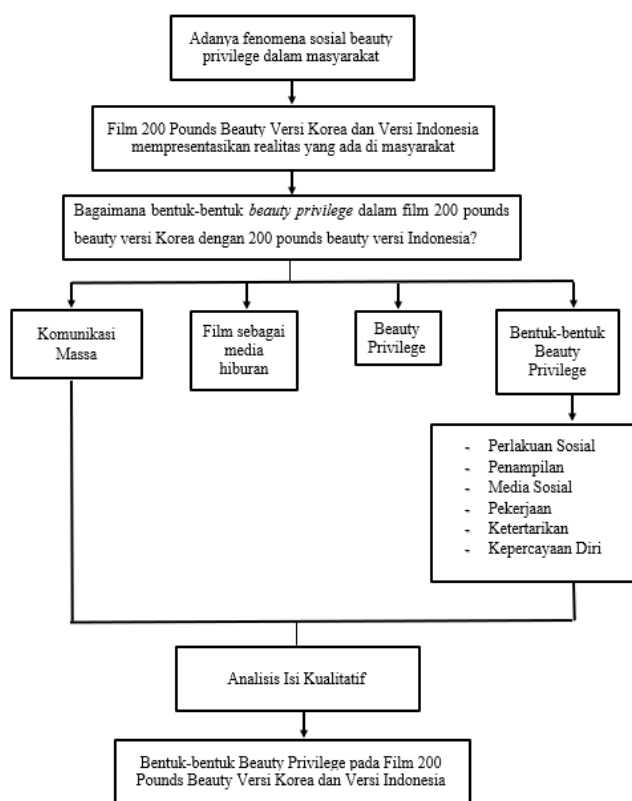 Adanya fenomena sosial beauty
privilege dalam masyarakat
Film 200 Pounds Beauty Versi Korea dan Versi Indonesia
mempresentasikan realitas yang ada di masyarakat
Bagaimana bentuk-bentuk beauty privilege dalam film 200 pounds
beauty versi Korea dengan 200 pounds beauty versi Indonesia?
Komunikasi
Massa
Film sebagai
media
hiburan
Beauty
Privilege
Bentuk-bentuk
Beauty
Privilege
- Perlakuan Sosial
- Penampilan
- Media Sosial
- Pekerjaan
- Ketertarikan
- Kepercayaan Diri
Analisis Isi Kualitatif
Bentuk-bentuk Beauty Privilege pada Film 200
Pounds Beauty Versi Korea dan Versi Indonesia